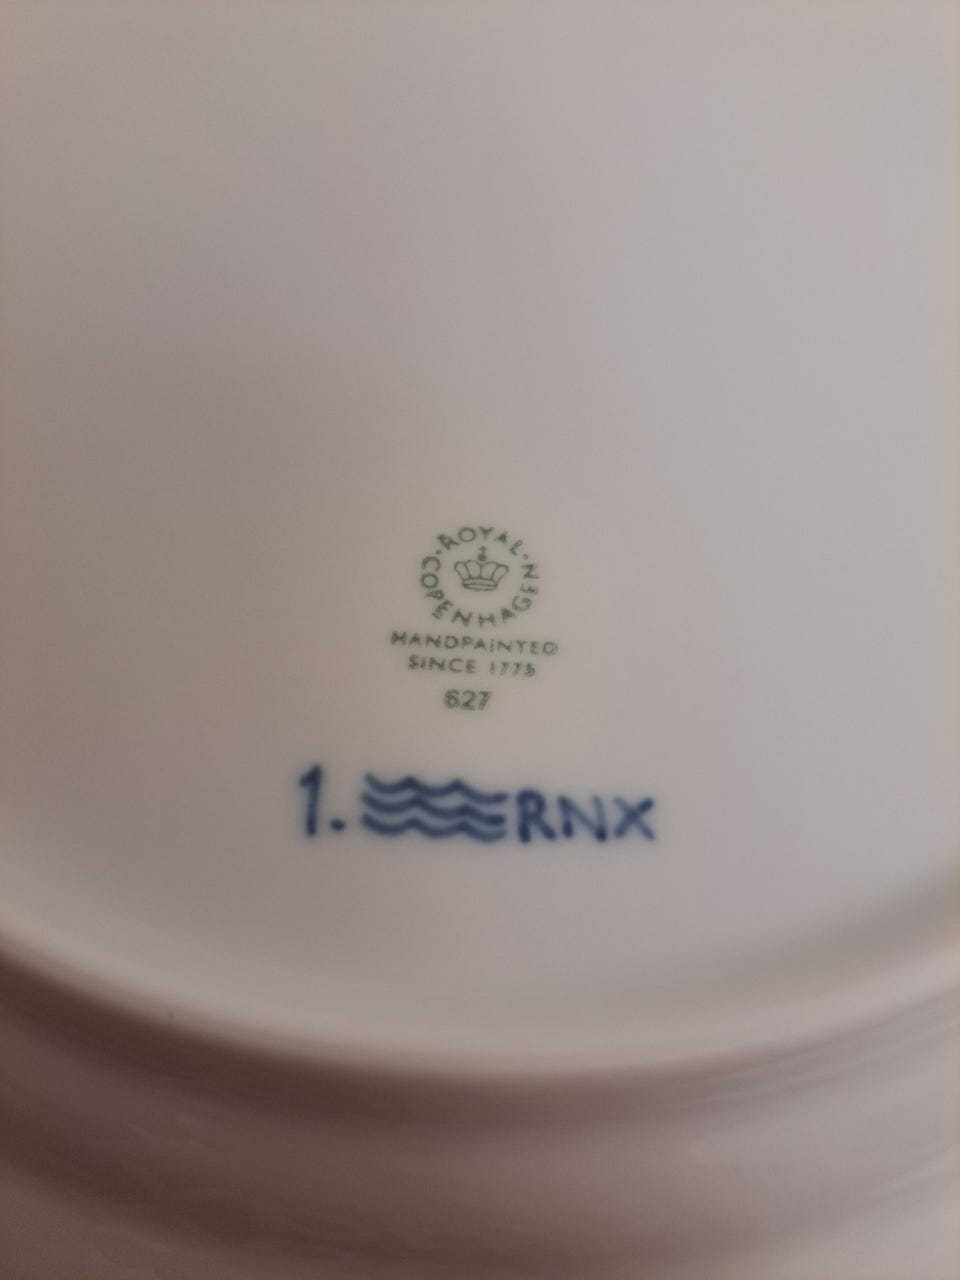 ROYAL
COPENHAGEN
HANDPAINTED
SINCE 1775
627
1. RNX